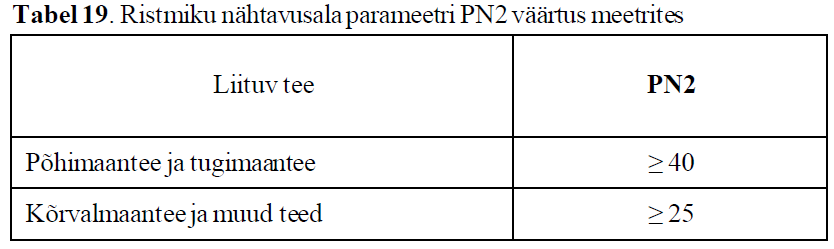 Tabel 19. Ristmiku nähtavusala parameetri PN2 väärtus meetrites
Liituv tee PN2
Põhimaantee ja tugimaantee ≥ 40
Kõrvalmaantee ja muud teed ≥ 25